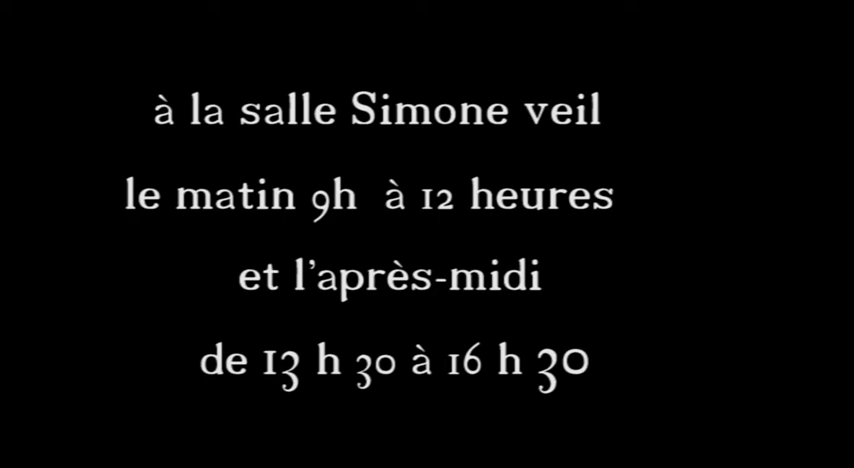 à la salle Simone veil
le matin 9h à 12 heures
et l'après-midi
de 13 h 30 à 16 h 30